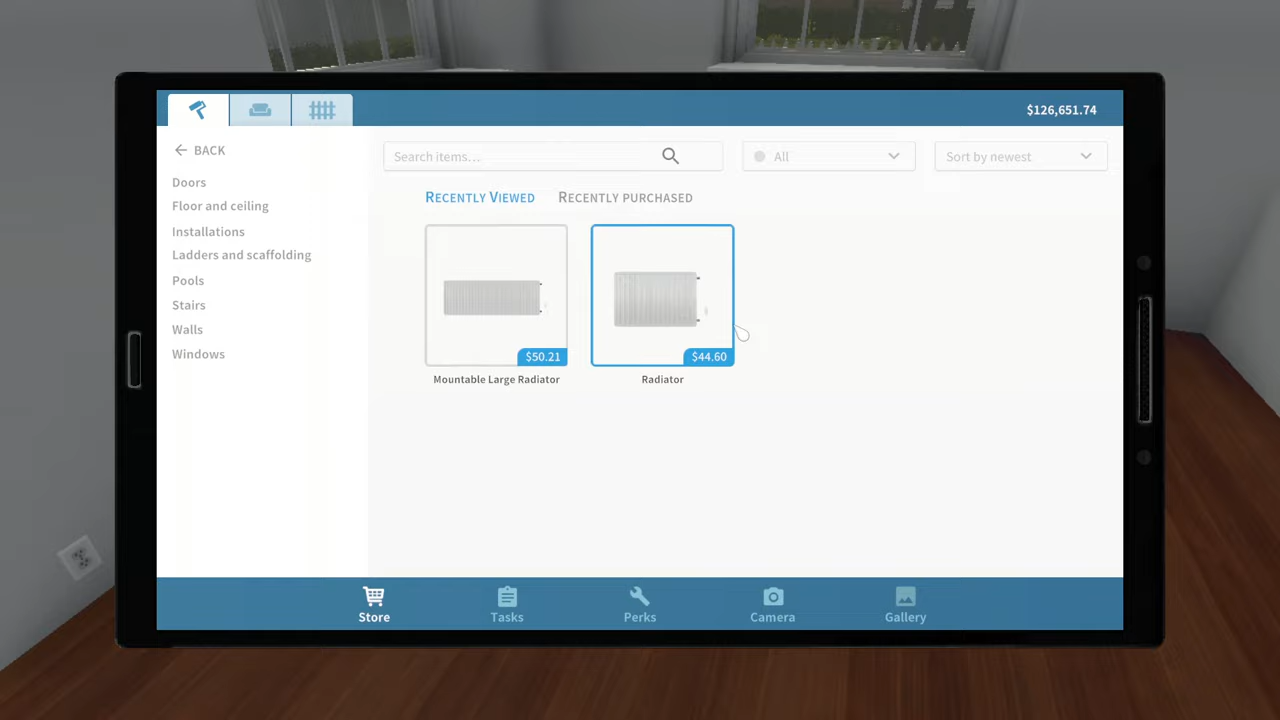 $126,651.74
BACK
Doors
Floor and ceiling
Installations
Ladders and scaffolding
Pools
Stairs
Walls
Windows
Search items...
All
Sort by newest
RECENTLY VIEWED
RECENTLY PURCHASED
$50.21
Mountable Large Radiator
$44.60
Radiator
Store
Tasks
Perks
Camera
Gallery